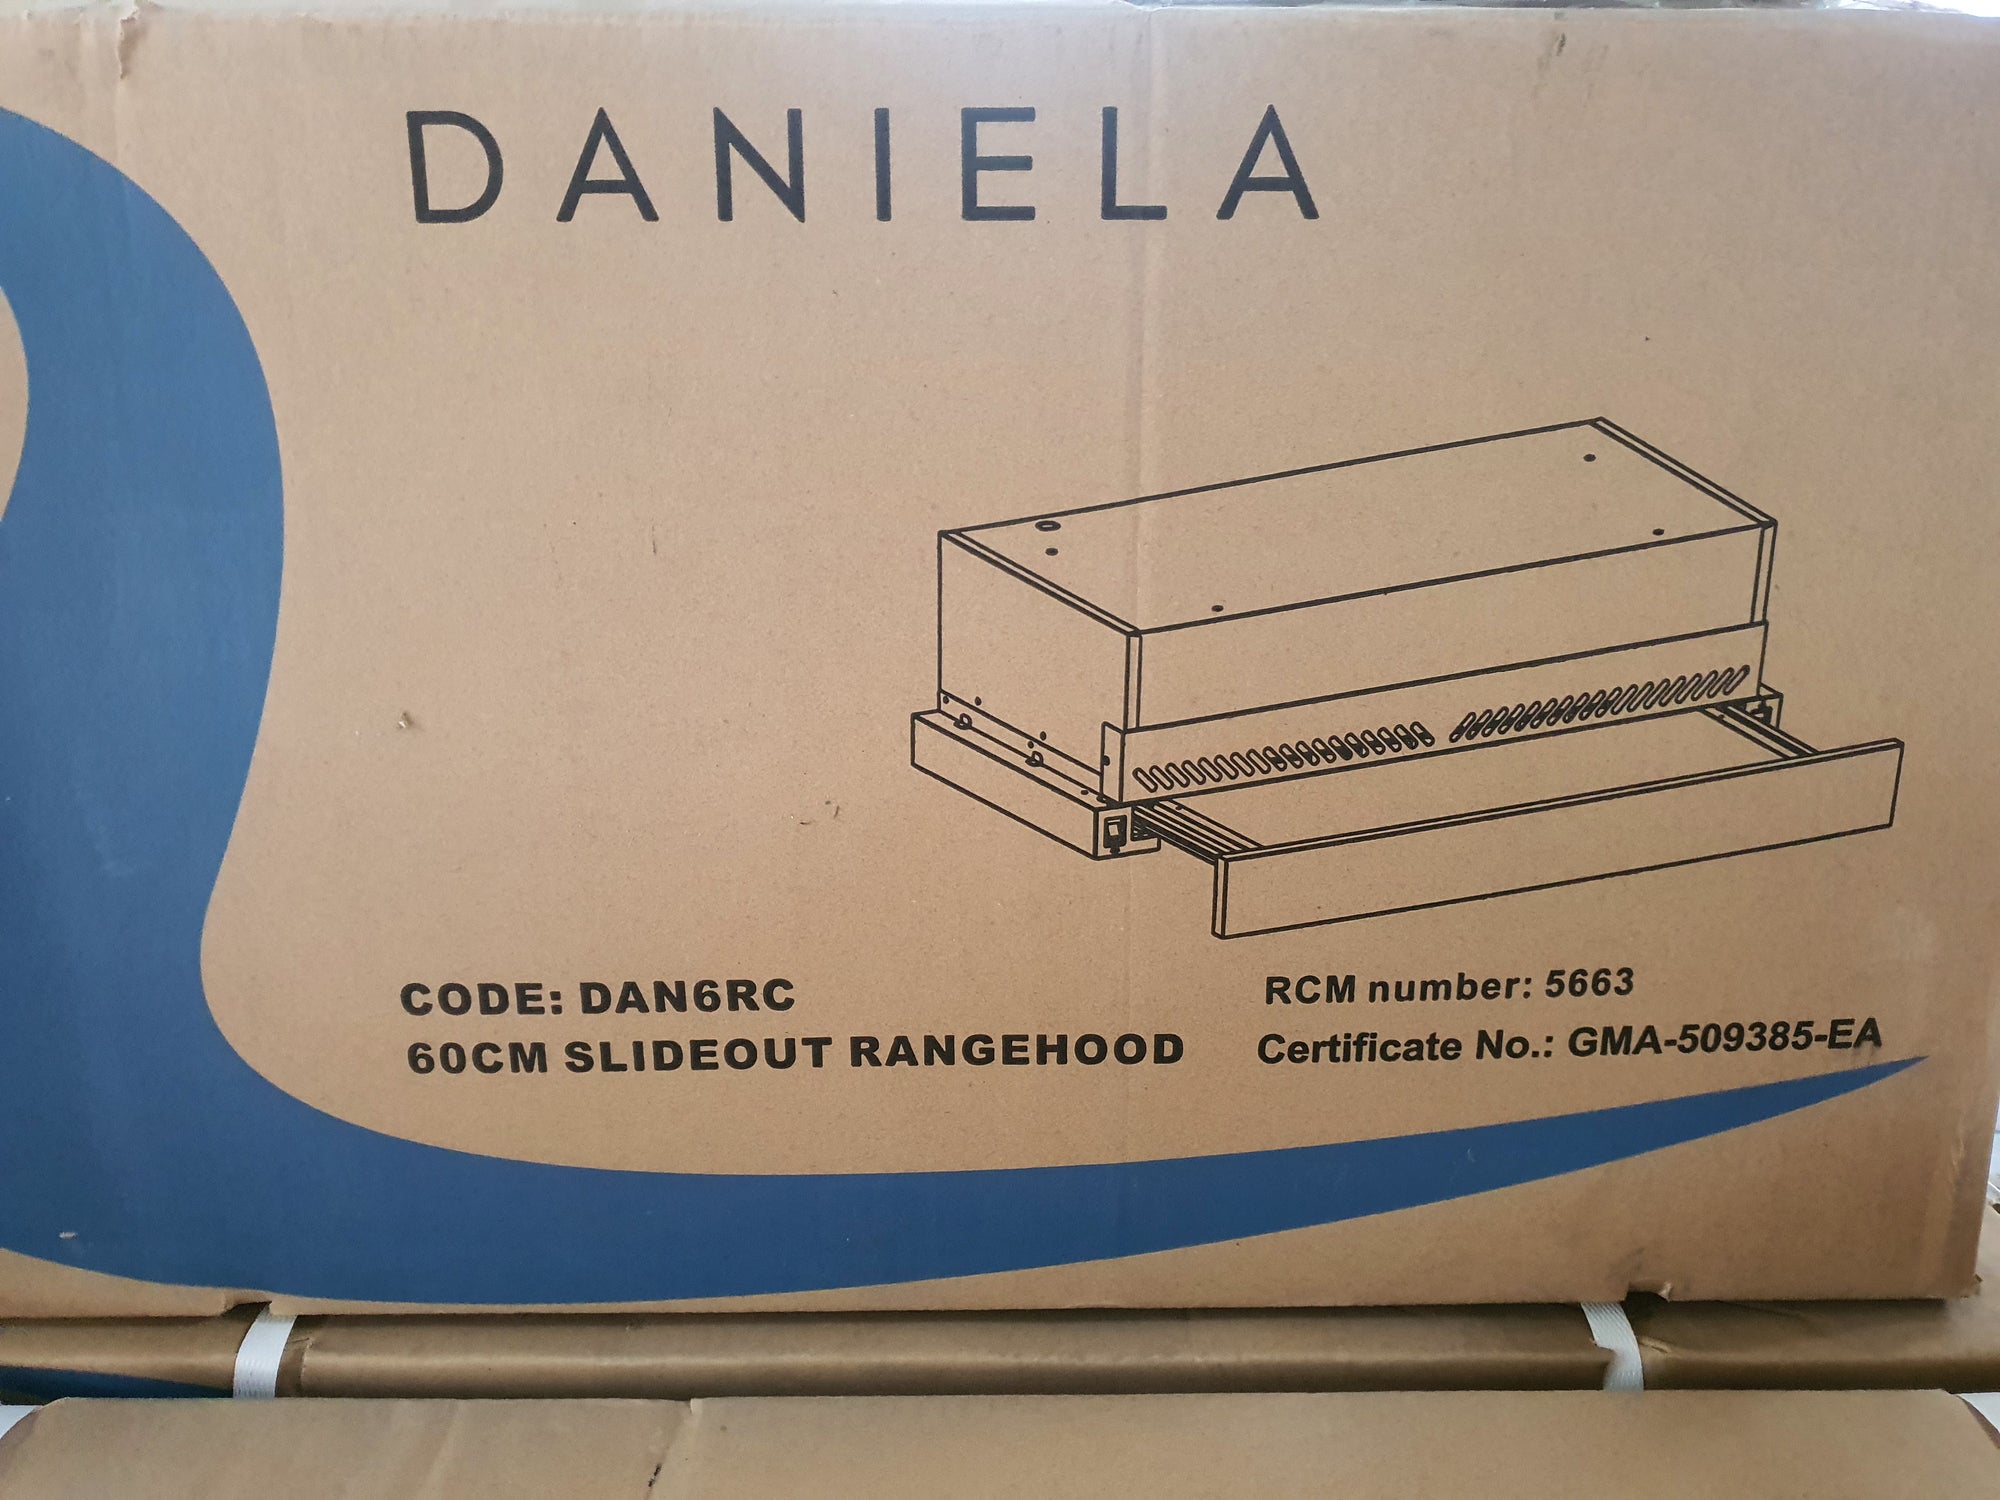 DANIELA
CODE: DAN6RC
60CM SLIDEOUT RANGEHOOD
RCM number: 5663
Certificate No.: GMA-509385-EA